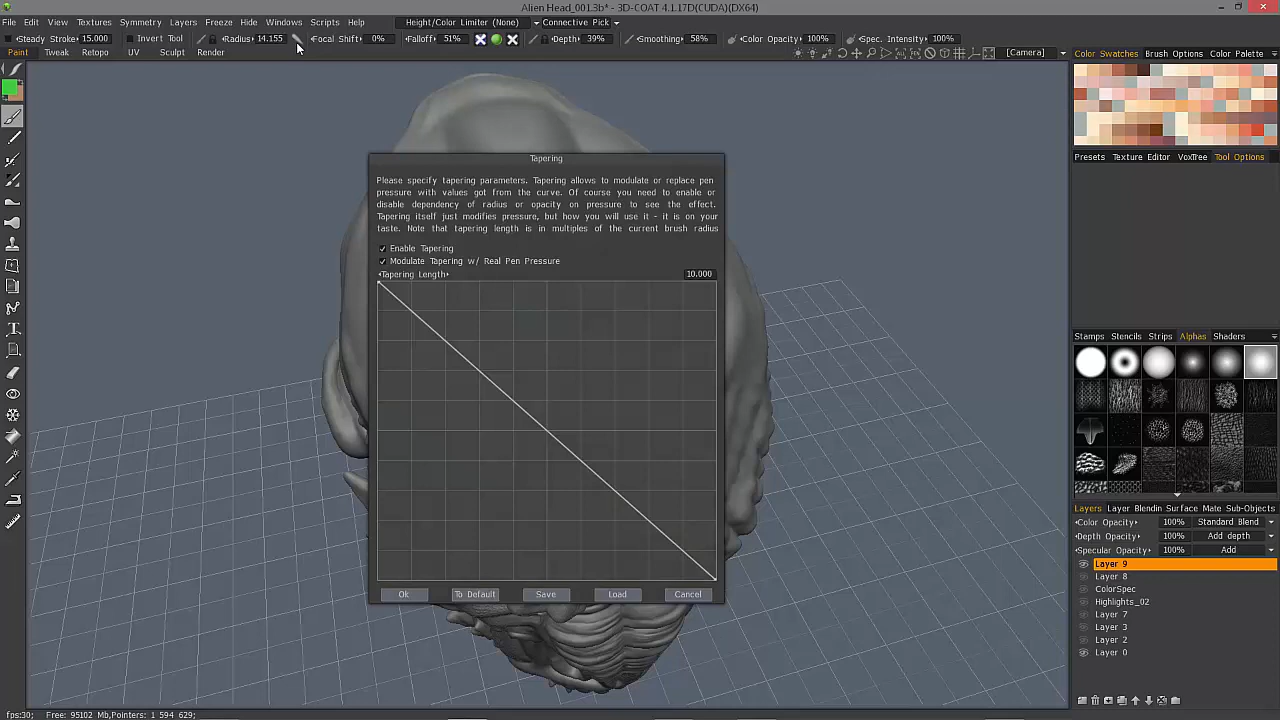 Alien Head_001.3b* - 3D-COAT 4.1.17D(CUDA)(DX64)
File Edit View Textures Symmetry Layers Freeze Hide Windows Scripts Help Height/Color Limiter (None) Connective Pick
Steady Stroke 15.000 Invert Tool Radius 14.155 Focal Shift 0% Falloff 51% Depth 39% Smoothing 58% Color Opacity 100% Spec. Intensity 100%
Paint Tweak Retopo UV Sculpt Render
[Camera]
Color Swatches Brush Options Color Palette
Presets Texture Editor VoxTree Tool Options
Tapering
Please specify tapering parameters. Tapering allows to modulate or replace pen
pressure with values got from the curve. Of course you need to enable or
disable dependency of radius or opacity on pressure to see the effect.
Tapering itself just modifies pressure, but how you will use it - it is on your
taste. Note that tapering length is in multiples of the current brush radius
Enable Tapering
Modulate Tapering w/ Real Pen Pressure
Tapering Length 10.000
Ok To Default Save Load Cancel
Stamps Stencils Strips Alphas Shaders
Layers Layer Blendin Surface Mate Sub-Objects
Color Opacity 100% Standard Blend
Depth Opacity 100% Add depth
Specular Opacity 100% Add
Layer 9
Layer 8
ColorSpec
Highlights_02
Layer 7
Layer 3
Layer 2
Layer 0
fps:30; Free: 95102 Mb,Pointers: 1 594 629;